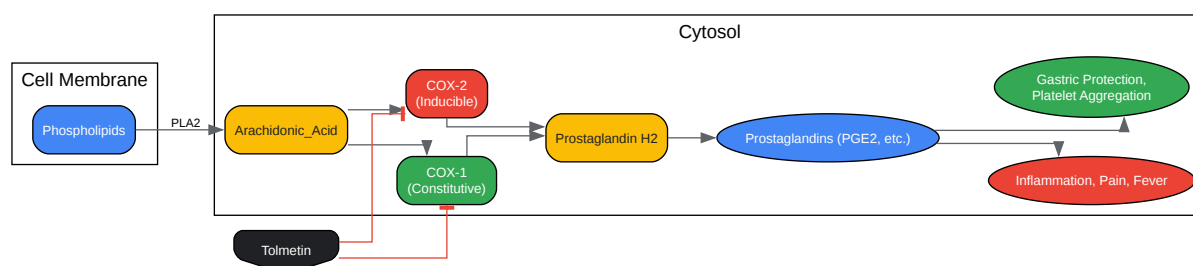 Cytosol
Cell Membrane
Phospholipids
PLA2
Arachidonic_Acid
COX-2
(Inducible)
COX-1
(Constitutive)
Prostaglandin H2
Prostaglandins (PGE2, etc.)
Gastric Protection,
Platelet Aggregation
Inflammation, Pain, Fever
Tolmetin